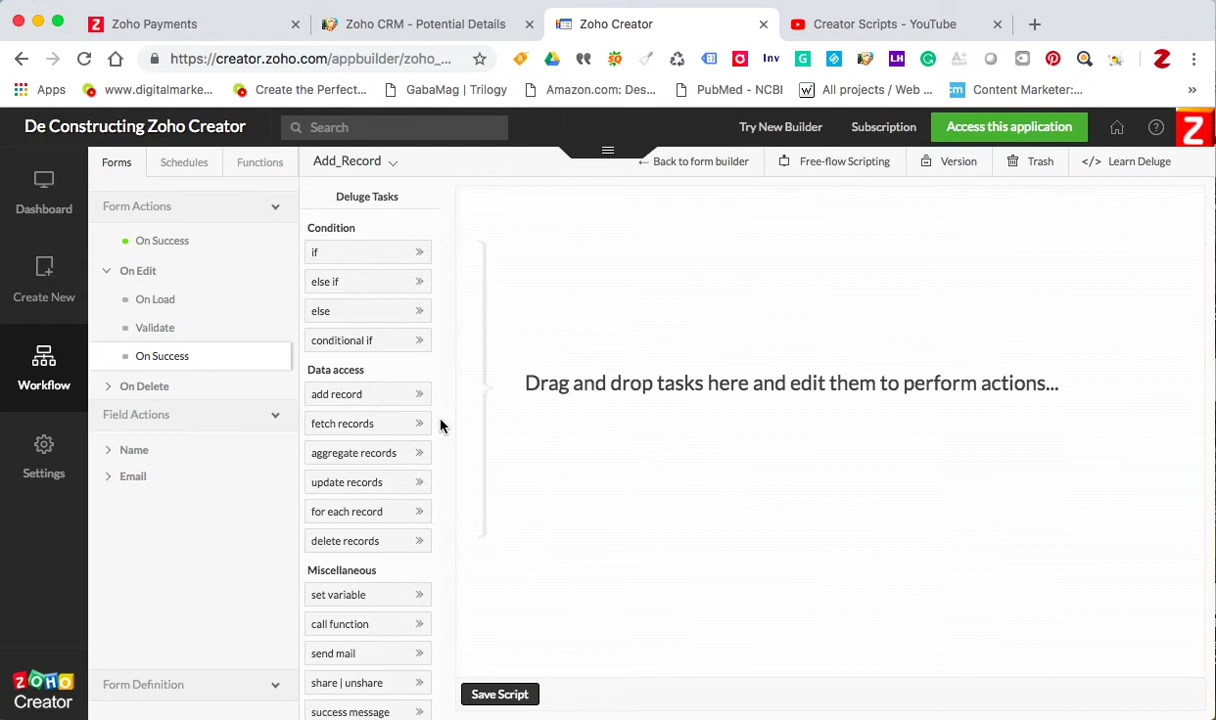 Zoho Payments
Zoho CRM - Potential Details
Zoho Creator
Creator Scripts - YouTube
https://creator.zoho.com/appbuilder/zoho_...
Inv
LH
Apps
www.digitalmarke...
Create the Perfect...
GabaMag | Trilogy
Amazon.com: Des...
PubMed - NCBI
All projects / Web ...
Content Marketer:...
De Constructing Zoho Creator
Search
Try New Builder
Subscription
Access this application
Forms
Schedules
Functions
Add_Record
Back to form builder
Free-flow Scripting
Version
Trash
</> Learn Deluge
Dashboard
Create New
Workflow
Settings
ZOHO
Creator
Form Actions
On Success
On Edit
On Load
Validate
On Success
On Delete
Field Actions
Name
Email
Form Definition
Deluge Tasks
Condition
if
else if
else
conditional if
Data access
add record
fetch records
aggregate records
update records
for each record
delete records
Miscellaneous
set variable
call function
send mail
share | unshare
success message
Drag and drop tasks here and edit them to perform actions...
Save Script